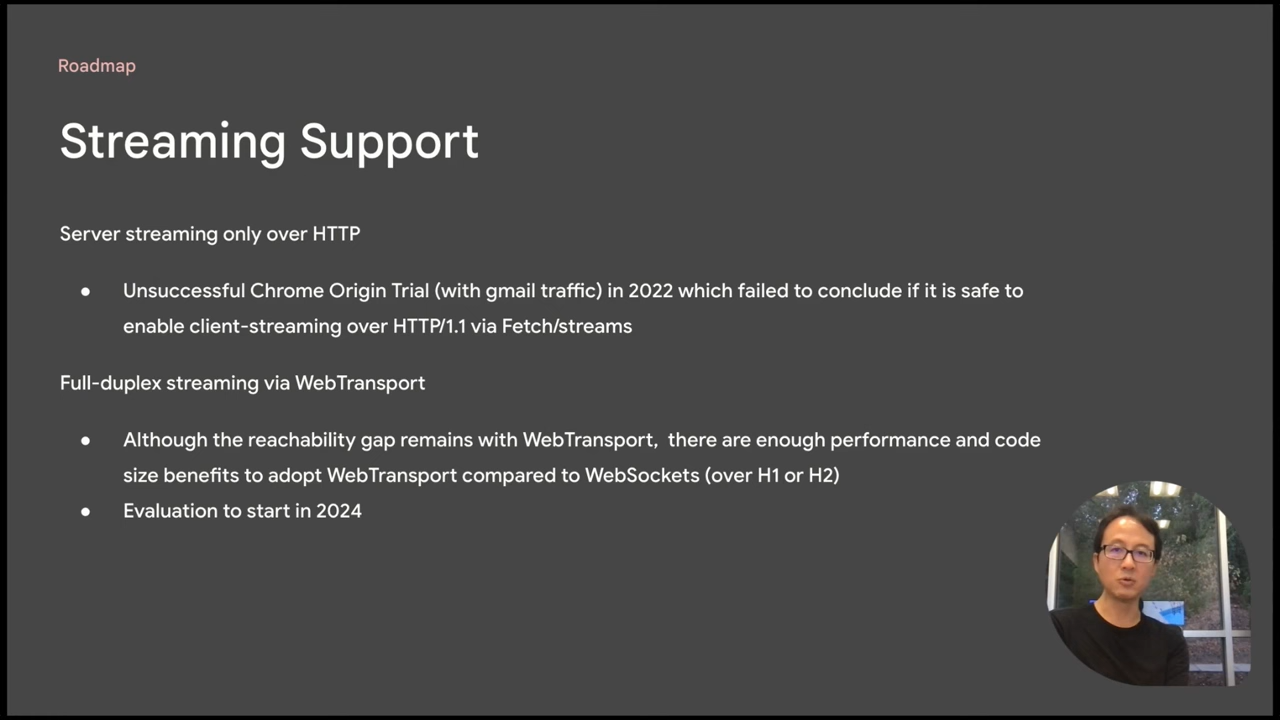 Roadmap
Streaming Support
Server streaming only over HTTP
● Unsuccessful Chrome Origin Trial (with gmail traffic) in 2022 which failed to conclude if it is safe to
enable client-streaming over HTTP/1.1 via Fetch/streams
Full-duplex streaming via WebTransport
● Although the reachability gap remains with WebTransport,  there are enough performance and code
size benefits to adopt WebTransport compared to WebSockets (over H1 or H2)
● Evaluation to start in 2024